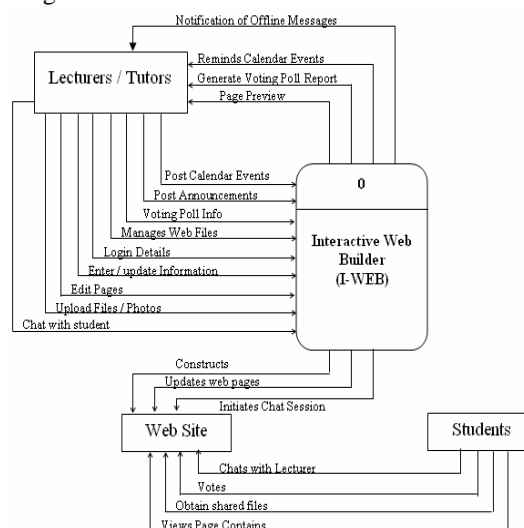 Notification of Offline Messages
Reminds Calendar Events
Lecturers / Tutors
Generate Voting Poll Report
Page Preview
Post Calendar Events
0
Post Announcements
Voting Poll Info
Manages Web Files
Interactive Web
Builder
(I-WEB)
Login Details
Enter / update Information
Edit Pages
Upload Files / Photos
Chat with student
Constructs
Updates web pages
Initiates Chat Session
Web Site
Students
Chats with Lecturer
Votes
Obtain shared files
Views Page Contains